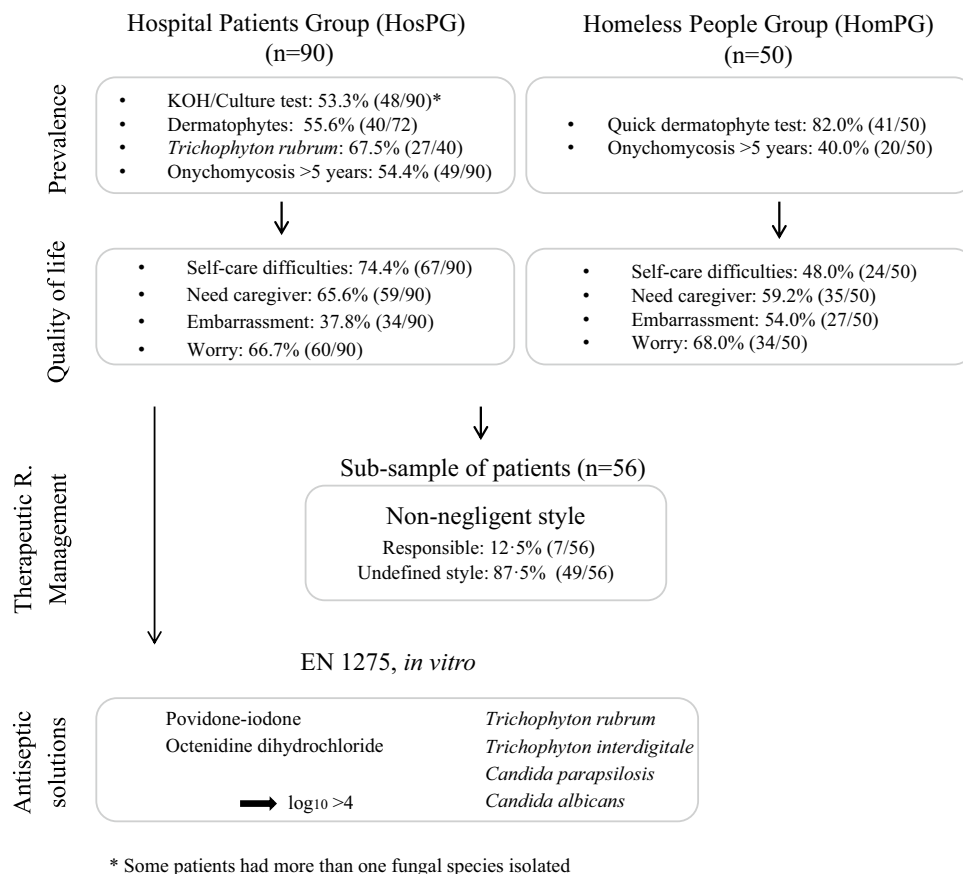 Hospital Patients Group (HosPG)
(n=90)
Homeless People Group (HomPG)
(n=50)
Prevalence
• KOH/Culture test: 53.3% (48/90)*
• Dermatophytes: 55.6% (40/72)
• Trichophyton rubrum: 67.5% (27/40)
• Onychomycosis >5 years: 54.4% (49/90)
• Quick dermatophyte test: 82.0% (41/50)
• Onychomycosis >5 years: 40.0% (20/50)
Quality of life
• Self-care difficulties: 74.4% (67/90)
• Need caregiver: 65.6% (59/90)
• Embarrassment: 37.8% (34/90)
• Worry: 66.7% (60/90)
• Self-care difficulties: 48.0% (24/50)
• Need caregiver: 59.2% (35/50)
• Embarrassment: 54.0% (27/50)
• Worry: 68.0% (34/50)
Therapeutic R.
Management
Sub-sample of patients (n=56)
Non-negligent style
Responsible: 12·5% (7/56)
Undefined style: 87·5% (49/56)
EN 1275, in vitro
Antiseptic
solutions
Povidone-iodone
Octenidine dihydrochloride
log10 >4
Trichophyton rubrum
Trichophyton interdigitale
Candida parapsilosis
Candida albicans
* Some patients had more than one fungal species isolated